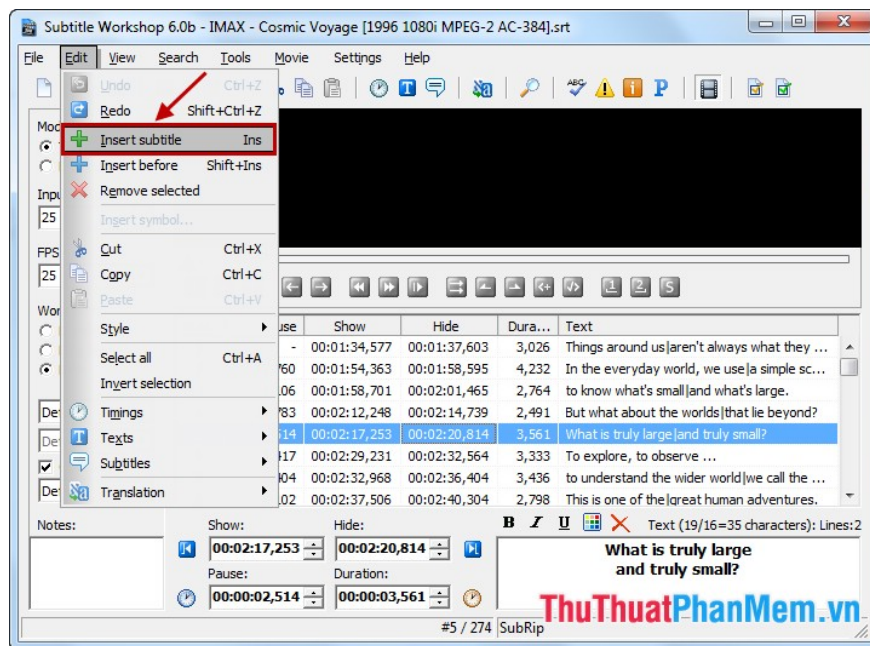 Subtitle Workshop 6.0b - IMAX - Cosmic Voyage [1996 1080i MPEG-2 AC-384].srt
File Edit View Search Tools Movie Settings Help
Undo Ctrl+Z
Redo Shift+Ctrl+Z
Insert subtitle Ins
Insert before Shift+Ins
Remove selected
Insert symbol...
Cut Ctrl+X
Copy Ctrl+C
Paste Ctrl+V
Style
Select all Ctrl+A
Invert selection
Timings
Texts
Subtitles
Translation
25
FPS
25
Show Hide Dura... Text
- 00:01:34,577 00:01:37,603 3,026 Things around us|aren't always what they ...
00:01:54,363 00:01:58,595 4,232 In the everyday world, we use|a simple sc...
00:01:58,701 00:02:01,465 2,764 to know what's small|and what's large.
00:02:12,248 00:02:14,739 2,491 But what about the worlds|that lie beyond?
00:02:17,253 00:02:20,814 3,561 What is truly large|and truly small?
00:02:29,231 00:02:32,564 3,333 To explore, to observe ...
00:02:32,968 00:02:36,404 3,436 to understand the wider world|we call the ...
00:02:37,506 00:02:40,304 2,798 This is one of the|great human adventures.
Notes: Show: Hide: B I U Text (19/16=35 characters): Lines:2
00:02:17,253 00:02:20,814
Pause: Duration:
00:00:02,514 00:00:03,561
What is truly large
and truly small?
#5 / 274 SubRip
ThuThuatPhanMem.vn